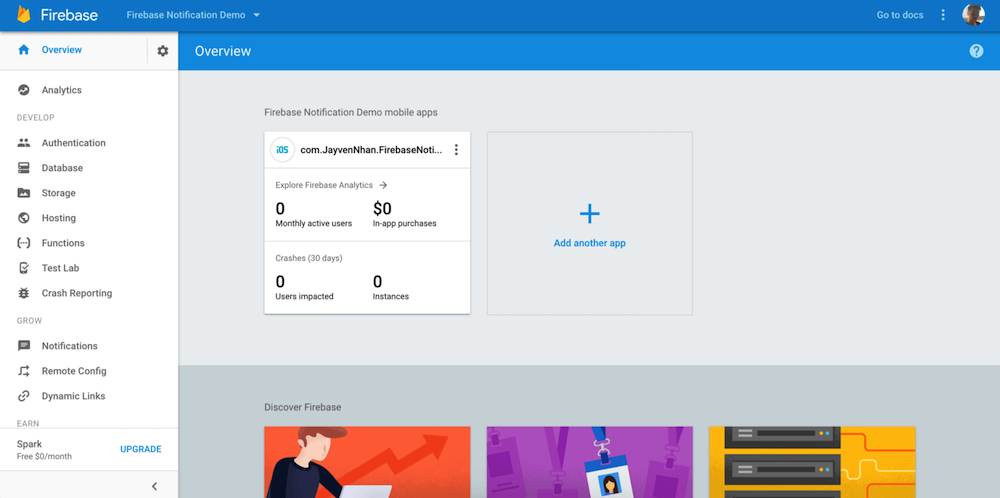 Firebase
Firebase Notification Demo
Go to docs
Overview
Overview
Analytics
DEVELOP
Authentication
Database
Storage
Hosting
Functions
Test Lab
Crash Reporting
GROW
Notifications
Remote Config
Dynamic Links
EARN
Spark
Free $0/month
UPGRADE
Firebase Notification Demo mobile apps
iOS com.JayvenNhan.FirebaseNoti...
Explore Firebase Analytics
0 $0
Monthly active users In-app purchases
Crashes (30 days)
0 0
Users impacted Instances
Add another app
Discover Firebase